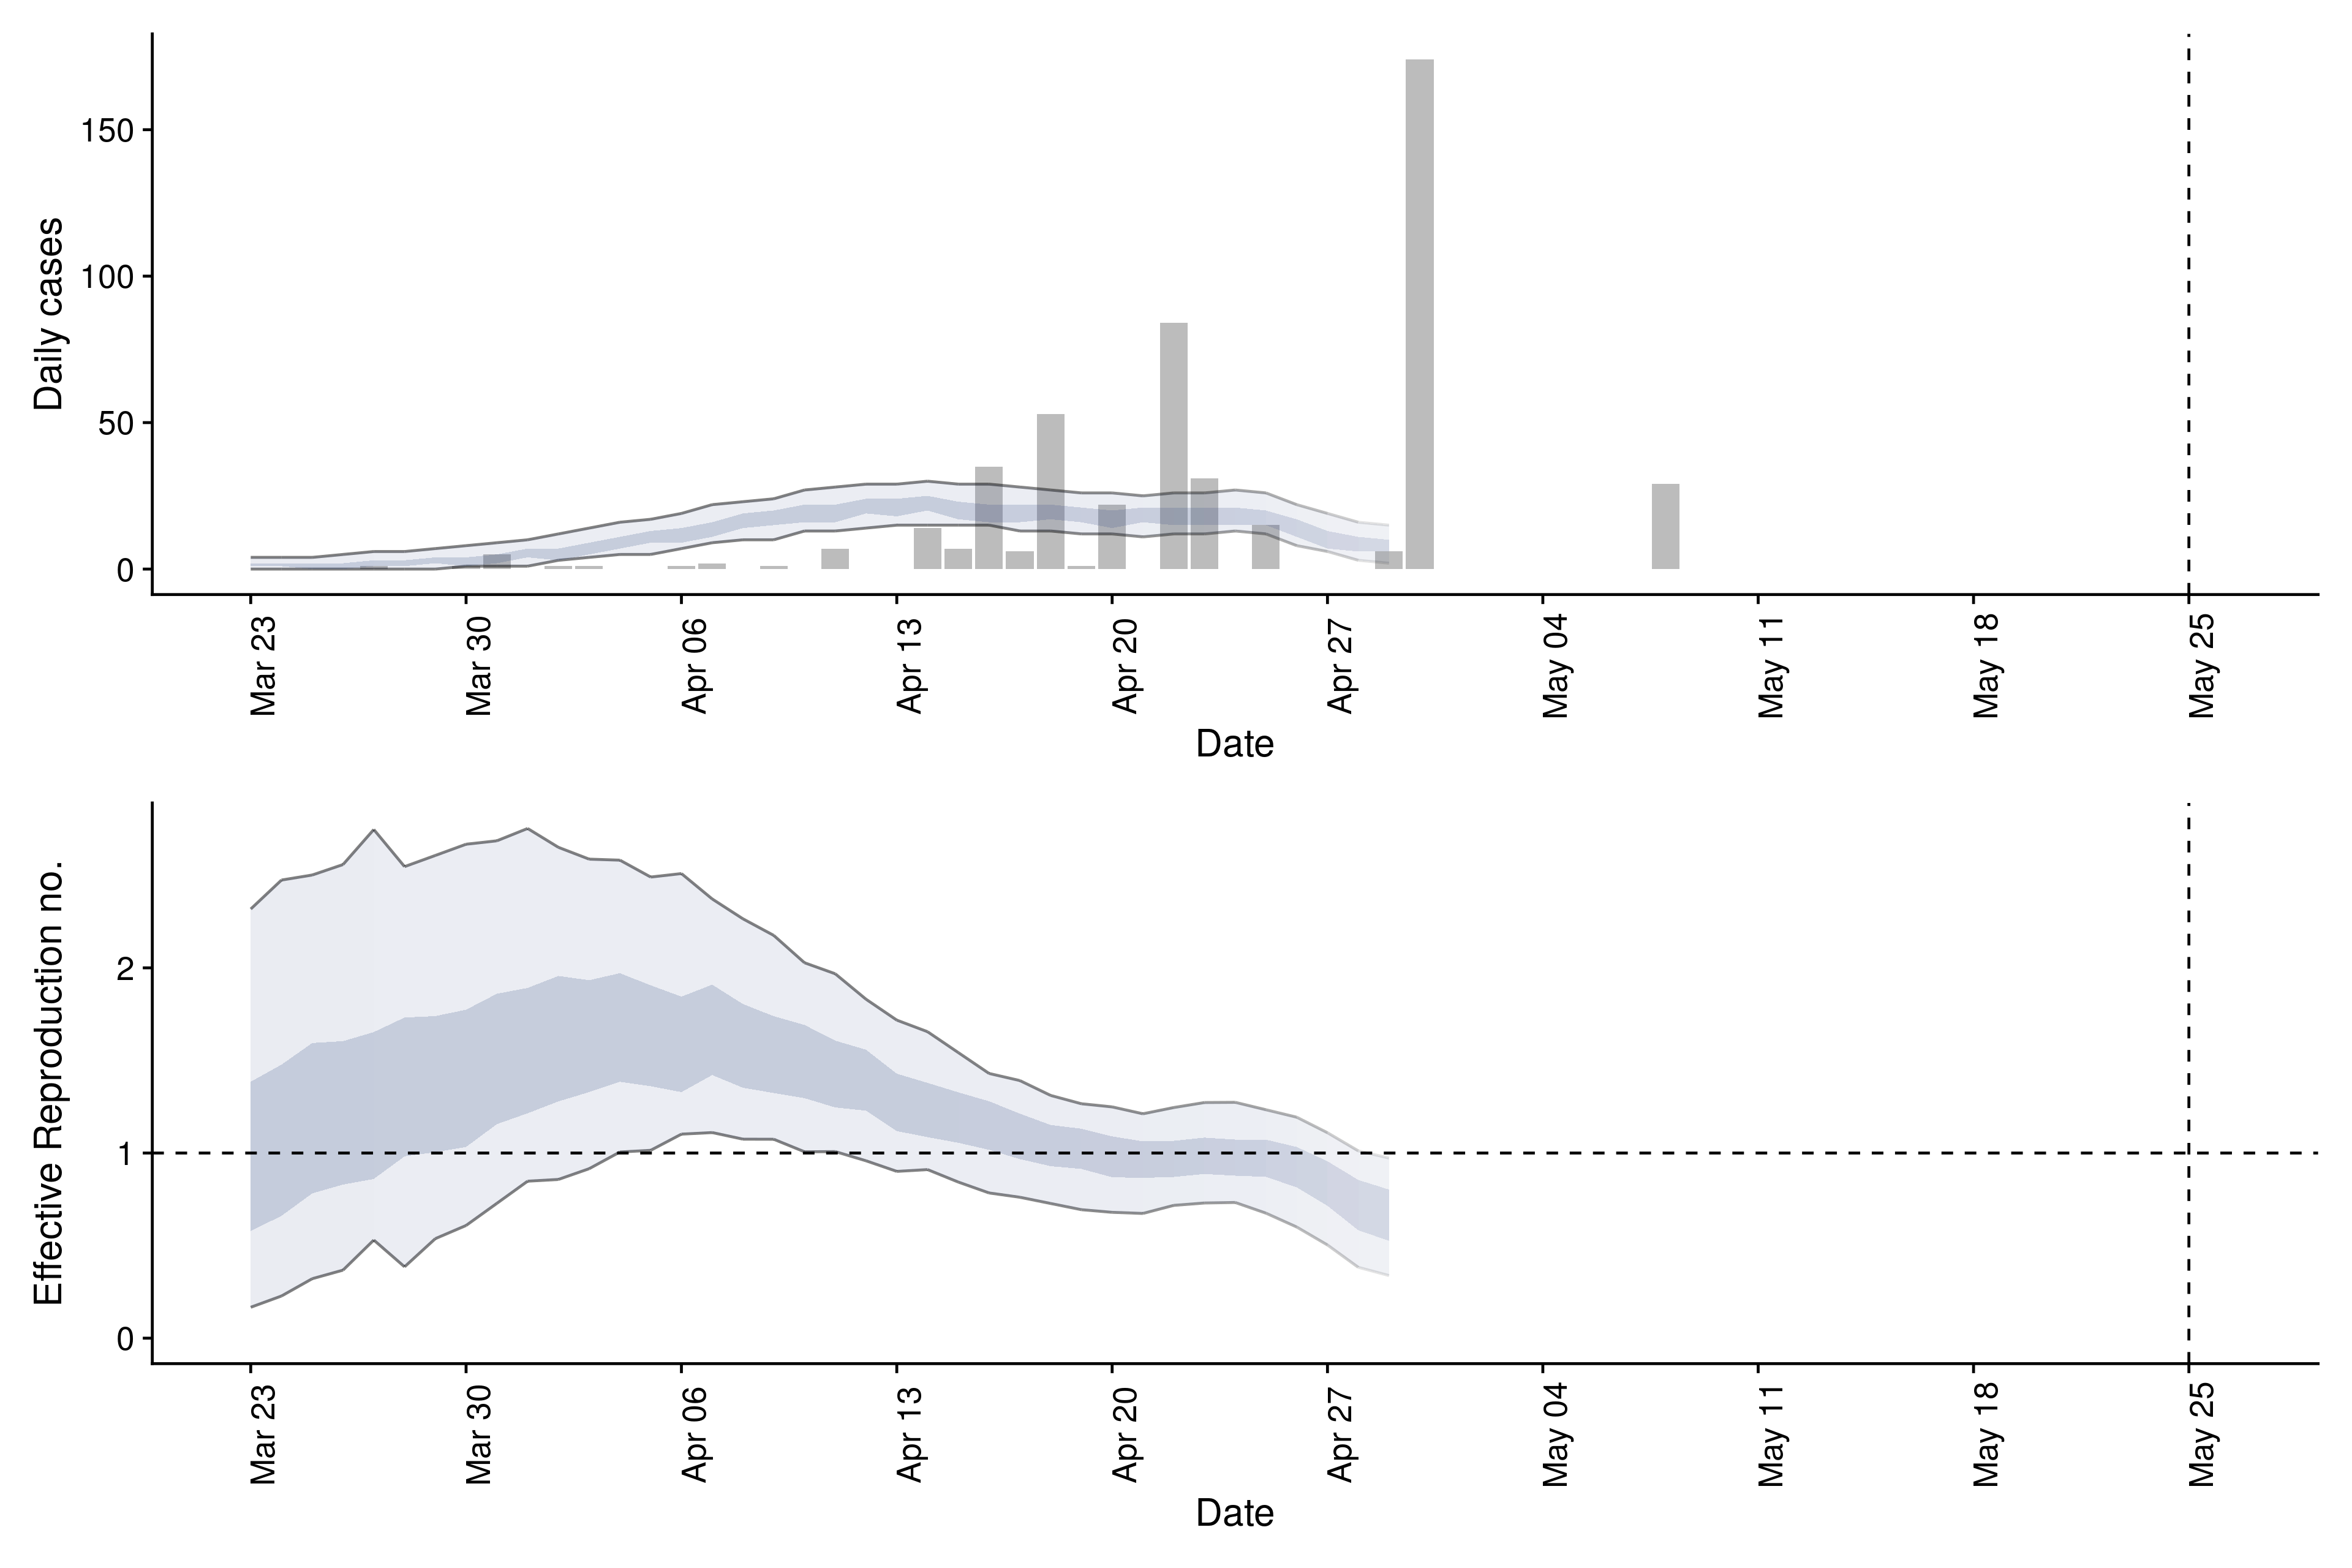 Daily cases
150
100
50
0
Mar 23
Mar 30
Apr 06
Apr 13
Apr 20
Apr 27
May 04
May 11
May 18
May 25
Date
Effective Reproduction no.
2
1
0
Mar 23
Mar 30
Apr 06
Apr 13
Apr 20
Apr 27
May 04
May 11
May 18
May 25
Date